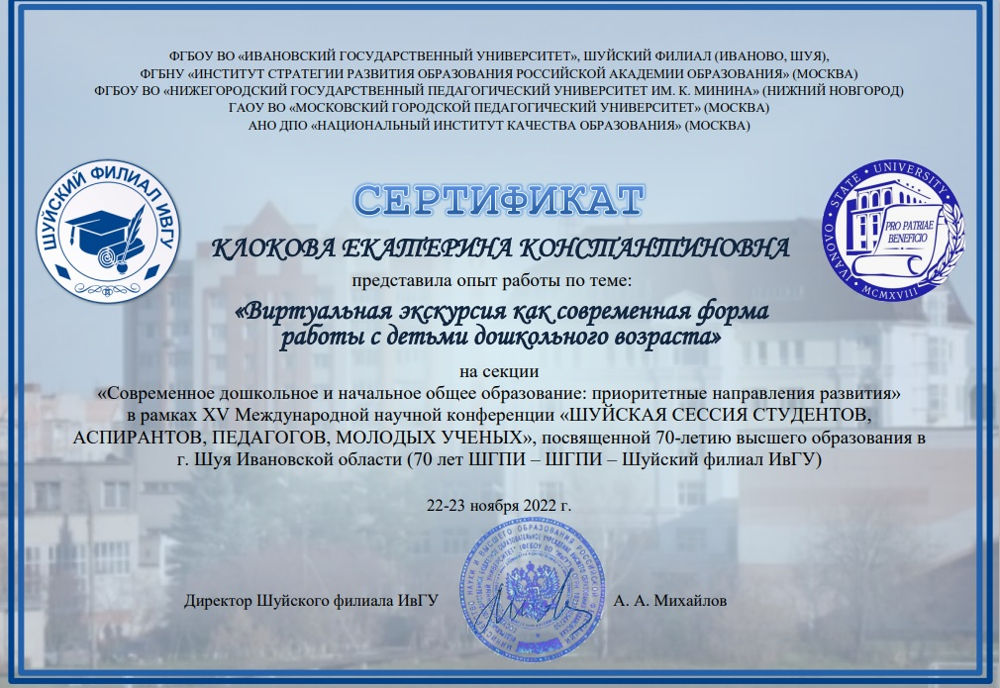 ФГБОУ ВО «ИВАНОВСКИЙ ГОСУДАРСТВЕННЫЙ УНИВЕРСИТЕТ», ШУЙСКИЙ ФИЛИАЛ (ИВАНОВО, ШУЯ),
ФГБНУ «ИНСТИТУТ СТРАТЕГИИ РАЗВИТИЯ ОБРАЗОВАНИЯ РОССИЙСКОЙ АКАДЕМИИ ОБРАЗОВАНИЯ» (МОСКВА)
ФГБОУ ВО «НИЖЕГОРОДСКИЙ ГОСУДАРСТВЕННЫЙ ПЕДАГОГИЧЕСКИЙ УНИВЕРСИТЕТ ИМ. К. МИНИНА» (НИЖНИЙ НОВГОРОД)
ГАОУ ВО «МОСКОВСКИЙ ГОРОДСКОЙ ПЕДАГОГИЧЕСКИЙ УНИВЕРСИТЕТ» (МОСКВА)
АНО ДПО «НАЦИОНАЛЬНЫЙ ИНСТИТУТ КАЧЕСТВА ОБРАЗОВАНИЯ» (МОСКВА)
ШУЙСКИЙ ФИЛИАЛ ИВГУ
IVANOVO • STATE • UNIVERSITY •
PRO PATRIAE
BENEFICIO
MCMXVIII
СЕРТИФИКАТ
КЛОКОВА ЕКАТЕРИНА КОНСТАНТИНОВНА
представила опыт работы по теме:
«Виртуальная экскурсия как современная форма
работы с детьми дошкольного возраста»
на секции
«Современное дошкольное и начальное общее образование: приоритетные направления развития»
в рамках XV Международной научной конференции «ШУЙСКАЯ СЕССИЯ СТУДЕНТОВ,
АСПИРАНТОВ, ПЕДАГОГОВ, МОЛОДЫХ УЧЕНЫХ», посвященной 70-летию высшего образования в
г. Шуя Ивановской области (70 лет ШГПИ – ШГПИ – Шуйский филиал ИвГУ)
22-23 ноября 2022 г.
Директор Шуйского филиала ИвГУ
А. А. Михайлов